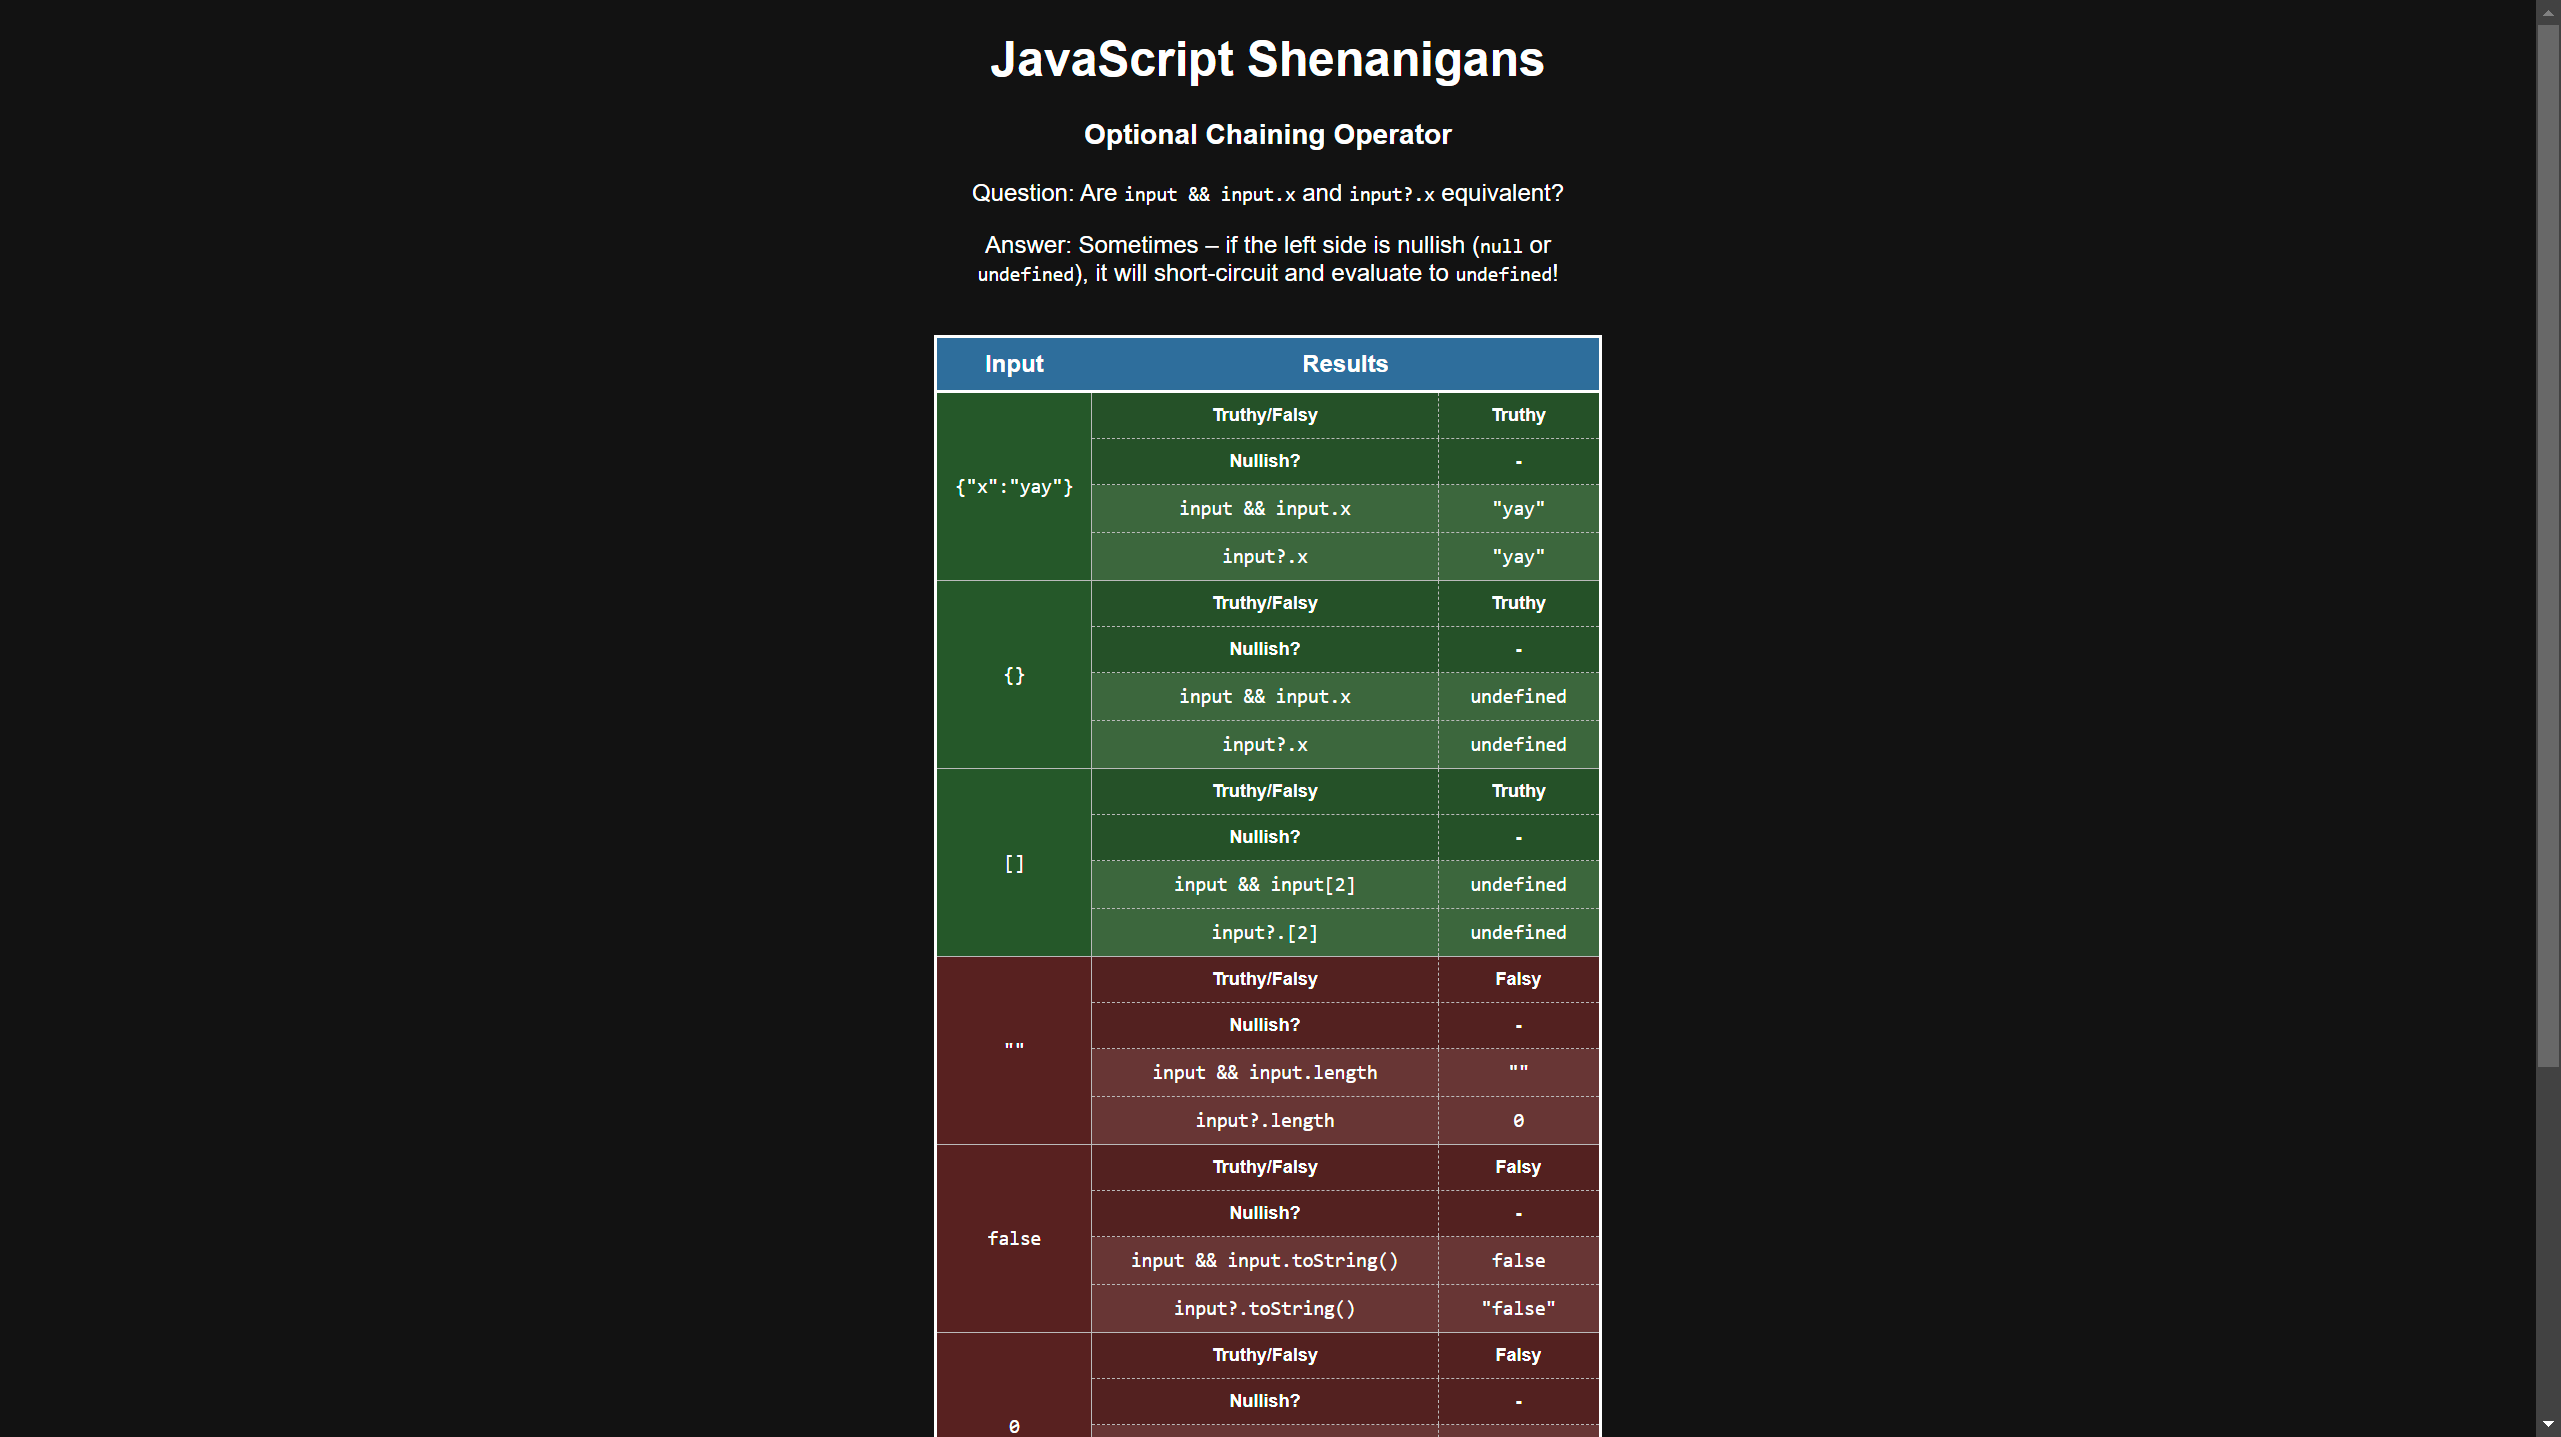 JavaScript Shenanigans
Optional Chaining Operator
Question: Are input && input.x and input?.x equivalent?
Answer: Sometimes – if the left side is nullish (null or
undefined), it will short-circuit and evaluate to undefined!
Input Results
{"x":"yay"}
Truthy/Falsy Truthy
Nullish? -
input && input.x "yay"
input?.x "yay"
{}
Truthy/Falsy Truthy
Nullish? -
input && input.x undefined
input?.x undefined
[]
Truthy/Falsy Truthy
Nullish? -
input && input[2] undefined
input?.[2] undefined
""
Truthy/Falsy Falsy
Nullish? -
input && input.length ""
input?.length 0
false
Truthy/Falsy Falsy
Nullish? -
input && input.toString() false
input?.toString() "false"
0
Truthy/Falsy Falsy
Nullish? -